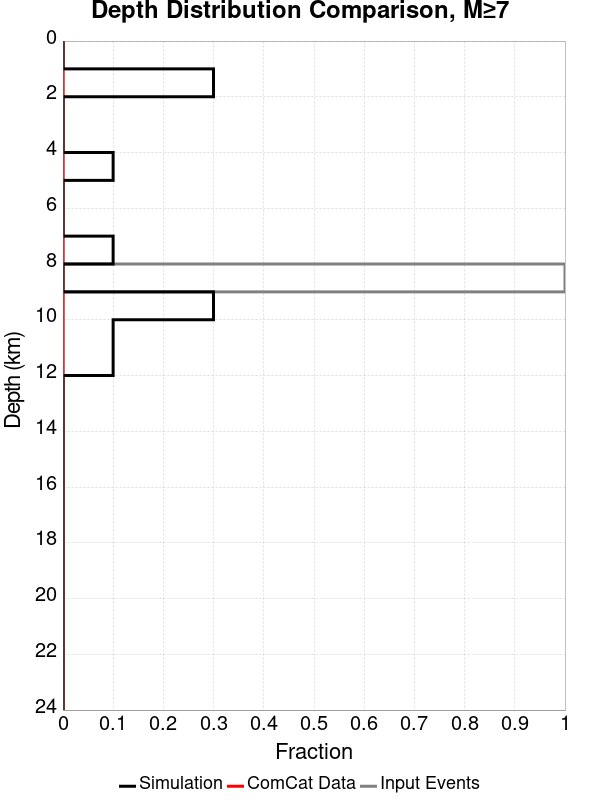 Depth Distribution Comparison, M≥7
0
2
4
6
8
10
12
14
16
18
20
22
24
Depth (km)
0 0.1 0.2 0.3 0.4 0.5 0.6 0.7 0.8 0.9 1
Fraction
Simulation ComCat Data Input Events